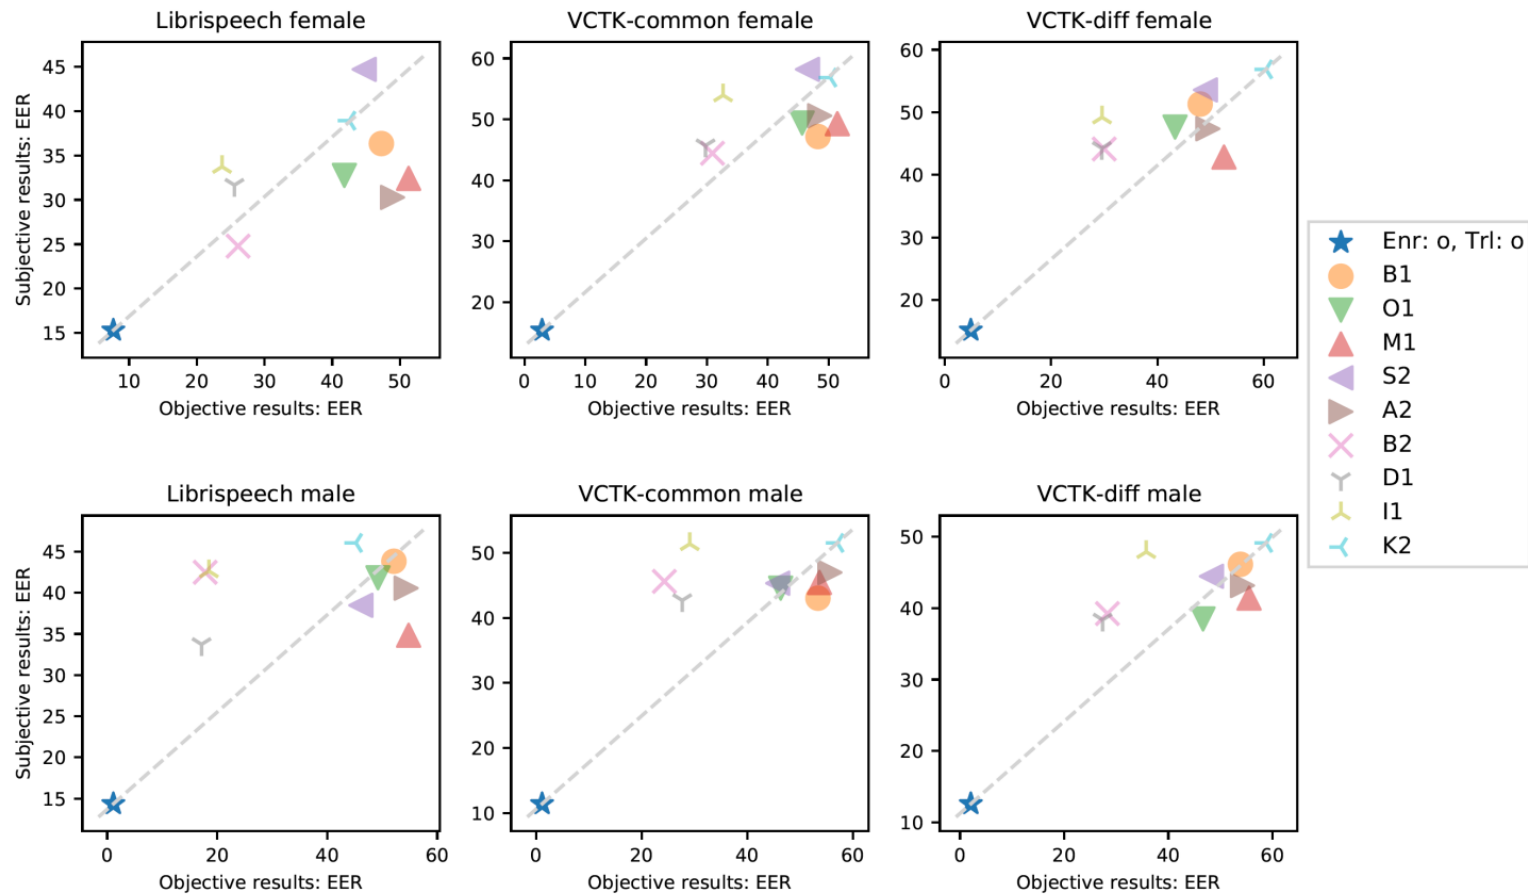 Librispeech female
VCTK-common female
VCTK-diff female
Subjective results: EER
45
40
35
30
25
20
15
10
20
30
40
50
Objective results: EER
60
50
40
30
20
0
10
20
30
40
50
Objective results: EER
60
50
40
30
20
0
20
40
60
Objective results: EER
Enr: o, Trl: o
B1
O1
M1
S2
A2
B2
D1
I1
K2
Librispeech male
VCTK-common male
VCTK-diff male
Subjective results: EER
45
40
35
30
25
20
15
0
20
40
60
Objective results: EER
50
40
30
20
10
0
20
40
60
Objective results: EER
50
40
30
20
10
0
20
40
60
Objective results: EER